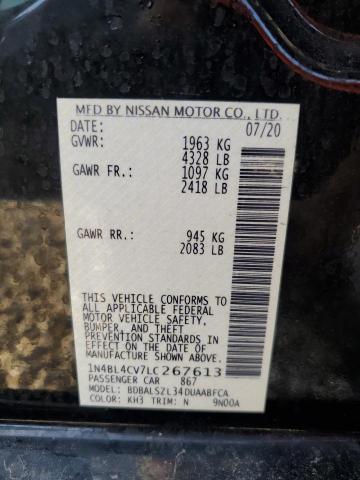 MFD BY NISSAN MOTOR CO., LTD.
DATE: 07/20
GVWR: 1963 KG
4328 LB
GAWR FR: 1097 KG
2418 LB
GAWR RR: 945 KG
2083 LB
THIS VEHICLE CONFORMS TO
ALL APPLICABLE FEDERAL
MOTOR VEHICLE SAFETY,
BUMPER, AND THEFT
PREVENTION STANDARDS
IN EFFECT ON THE DATE OF
MANUFACTURE SHOWN ABOVE.
1N4BL4CV7LC267613
PASSENGER CAR 867
MODEL: BDBALSZL34DUAABFCA
COLOR: KH3 TRIM: N 9N00A